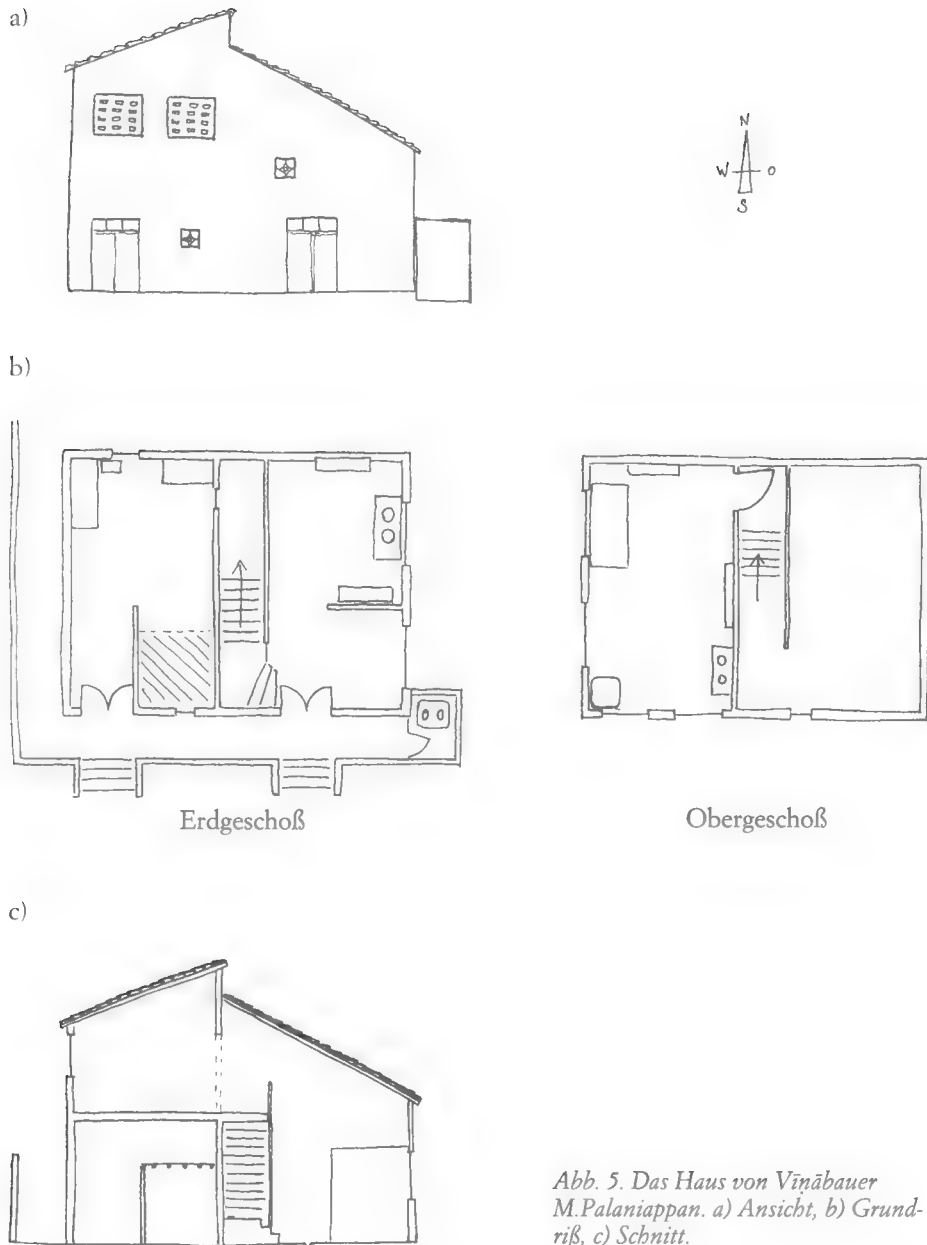 a)
N
W O
S
b)
Erdgeschoß
Obergeschoß
c)
Abb. 5. Das Haus von Vīṇābauer
M.Palaniappan. a) Ansicht, b) Grund-
riß, c) Schnitt.